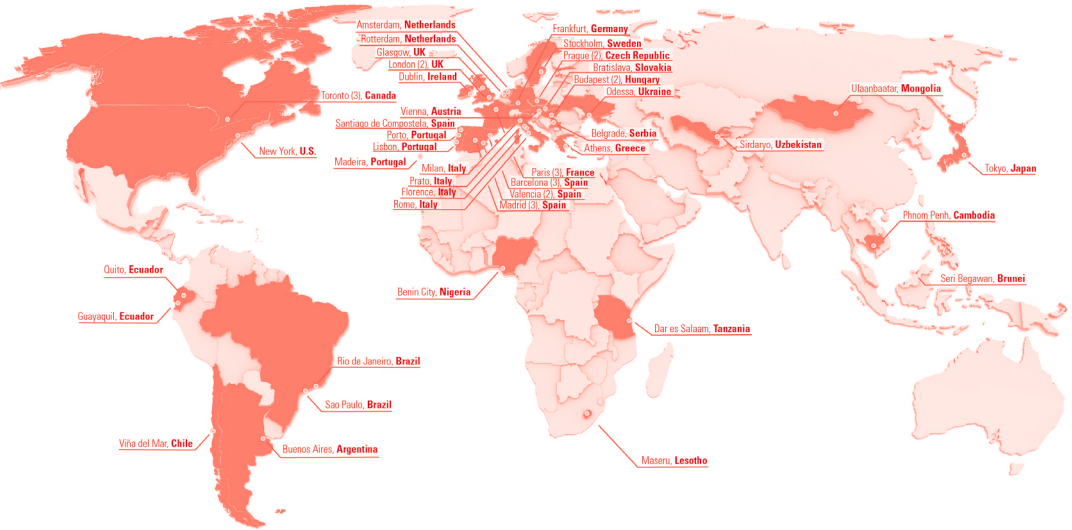 Amsterdam, Netherlands
Rotterdam, Netherlands
Glasgow, UK
London (2), UK
Dublin, Ireland
Frankfurt, Germany
Stockholm, Sweden
Prague (2), Czech Republic
Bratislava, Slovakia
Budapest (2), Hungary
Odessa, Ukraine
Ulaanbaatar, Mongolia
Toronto (3), Canada
New York, U.S.
Vienna, Austria
Santiago de Compostela, Spain
Porto, Portugal
Lisbon, Portugal
Madeira, Portugal
Belgrade, Serbia
Athens, Greece
Sirdaryo, Uzbekistan
Tokyo, Japan
Milan, Italy
Prato, Italy
Florence, Italy
Rome, Italy
Paris (3), France
Barcelona (3), Spain
Valencia (2), Spain
Madrid (3), Spain
Phnom Penh, Cambodia
Quito, Ecuador
Guayaquil, Ecuador
Benin City, Nigeria
Seri Begawan, Brunei
Dar es Salaam, Tanzania
Rio de Janeiro, Brazil
Sao Paulo, Brazil
Viña del Mar, Chile
Buenos Aires, Argentina
Maseru, Lesotho